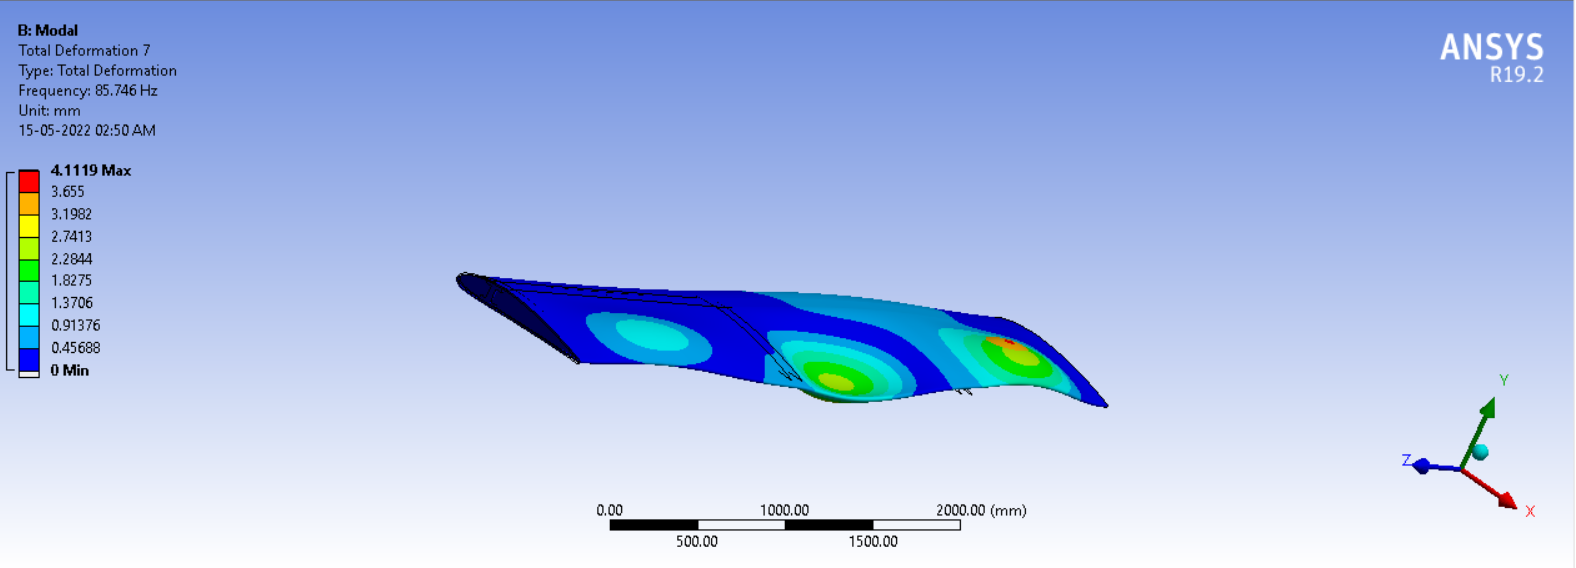 B: Modal
Total Deformation 7
Type: Total Deformation
Frequency: 85.746 Hz
Unit: mm
15-05-2022 02:50 AM
ANSYS
R19.2
4.1119 Max
3.655
3.1982
2.7413
2.2844
1.8275
1.3706
0.91376
0.45688
0 Min
Y
Z
X
0.00 1000.00 2000.00 (mm)
500.00 1500.00